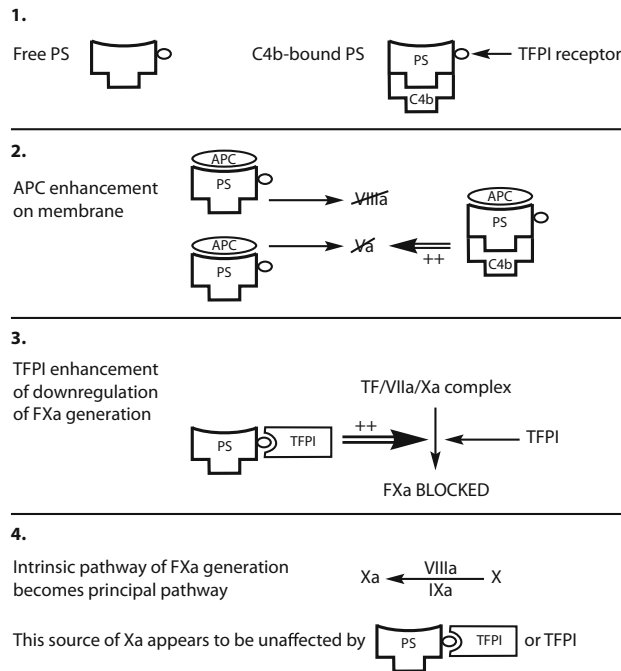 1.
Free PS
C4b-bound PS
PS
C4b
TFPI receptor
2.
APC enhancement
on membrane
APC
PS
VIIIa
APC
PS
Va
++
APC
PS
C4b
3.
TFPI enhancement
of downregulation
of FXa generation
TF/VIIa/Xa complex
PS
TFPI
++
TFPI
FXa BLOCKED
4.
Intrinsic pathway of FXa generation
becomes principal pathway
Xa
VIIIa
IXa
X
This source of Xa appears to be unaffected by
PS
TFPI
or TFPI